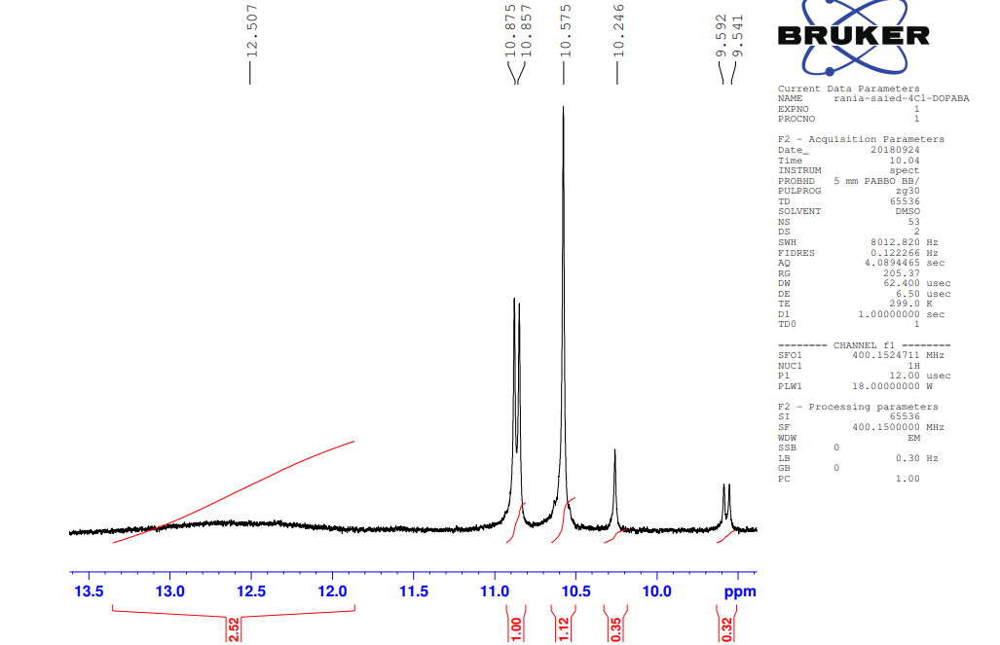 12.507
10.875
10.857
10.575
10.246
9.592
9.541
BRUKER
Current Data Parameters
NAME rania-saied-4Cl-DOPABA
EXPNO 1
PROCNO 1
F2 - Acquisition Parameters
Date_ 20180924
Time 10.04
INSTRUM spect
PROBHD 5 mm PABBO BB/
PULPROG zg30
TD 65536
SOLVENT DMSO
NS 53
DS 2
SWH 8012.820 Hz
FIDRES 0.122266 Hz
AQ 4.0894465 sec
RG 205.37
DW 62.400 usec
DE 6.50 usec
TE 299.0 K
D1 1.00000000 sec
TD0 1
======== CHANNEL f1 ========
SFO1 400.1524711 MHz
NUC1 1H
P1 12.00 usec
PLW1 18.00000000 W
F2 - Processing parameters
SI 65536
SF 400.1500000 MHz
WDW EM
SSB 0
LB 0.30 Hz
GB 0
PC 1.00
13.5 13.0 12.5 12.0 11.5 11.0 10.5 10.0 ppm
2.52
1.00
1.12
0.35
0.32